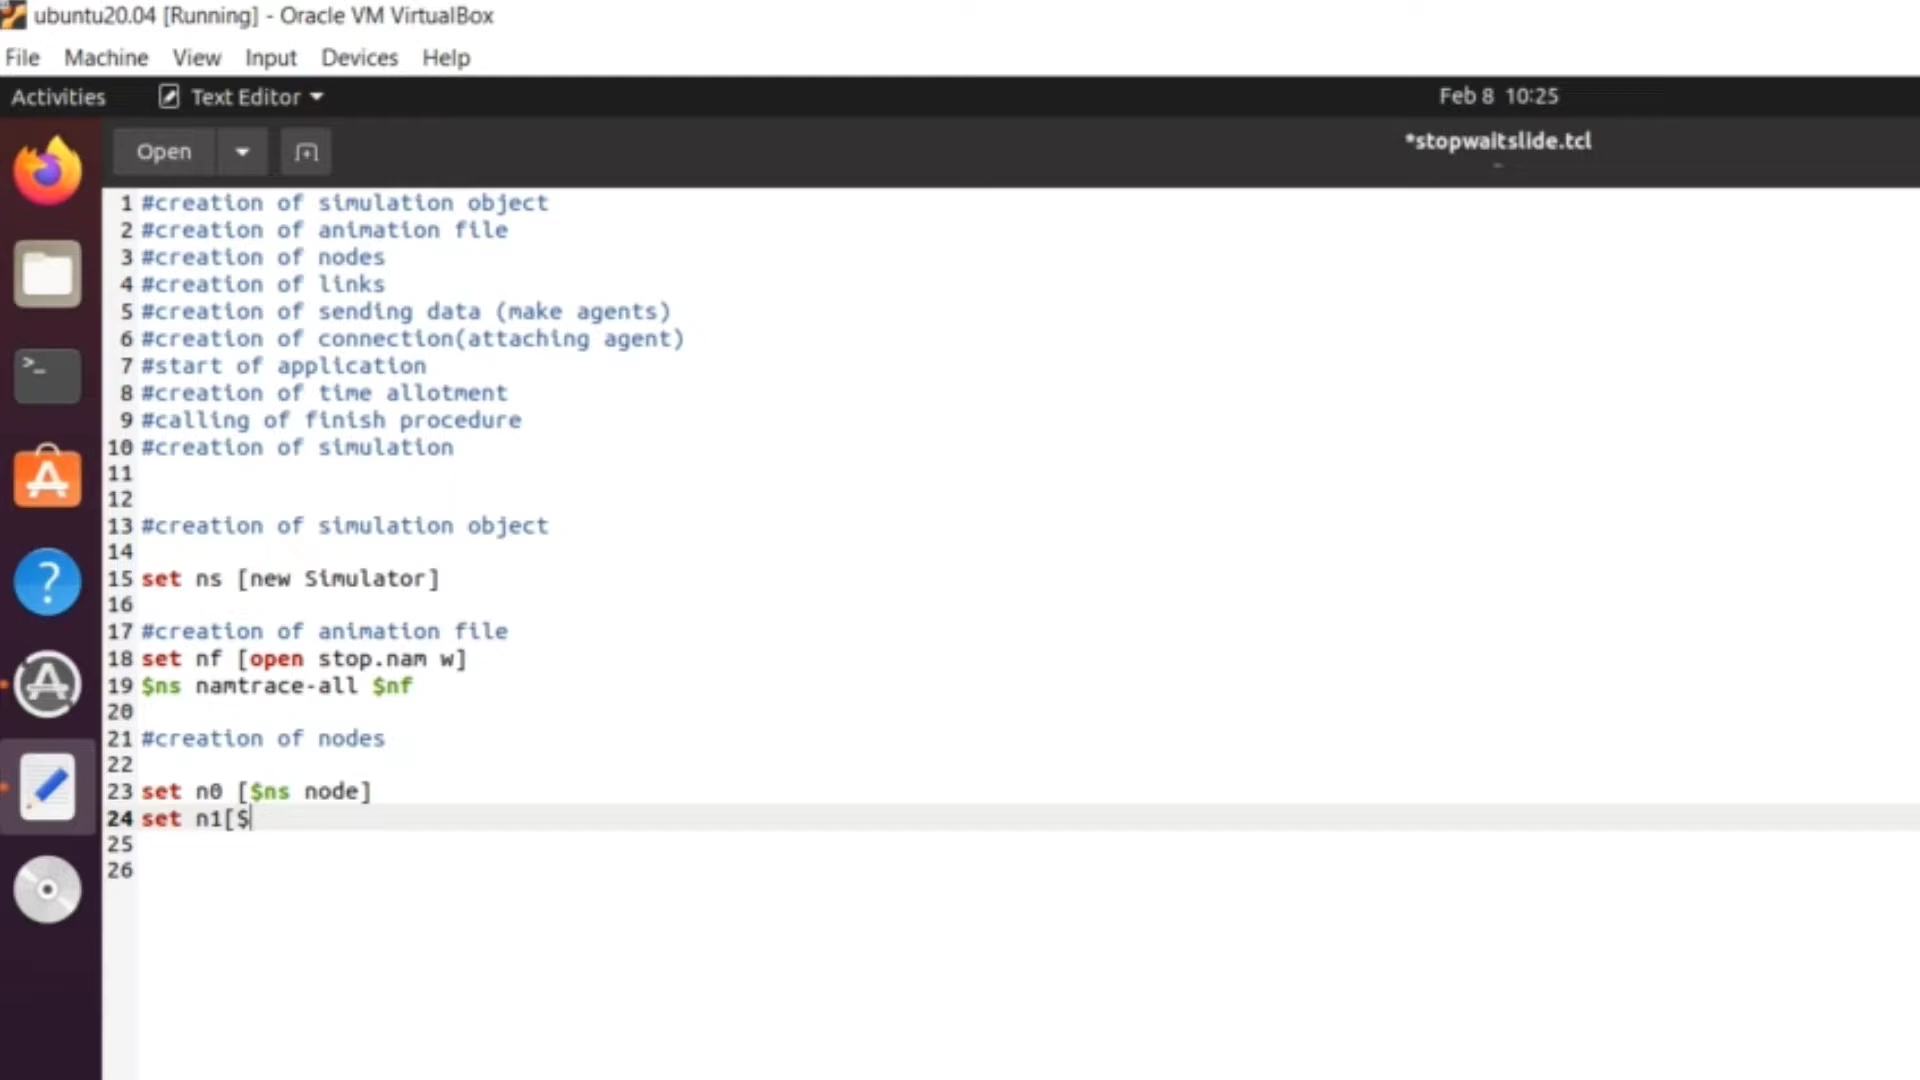 ubuntu20.04 [Running] - Oracle VM VirtualBox
File Machine View Input Devices Help
Activities Text Editor Feb 8 10:25
Open *stopwaitslide.tcl
1 #creation of simulation object
2 #creation of animation file
3 #creation of nodes
4 #creation of links
5 #creation of sending data (make agents)
6 #creation of connection(attaching agent)
7 #start of application
8 #creation of time allotment
9 #calling of finish procedure
10 #creation of simulation
11
12
13 #creation of simulation object
14
15 set ns [new Simulator]
16
17 #creation of animation file
18 set nf [open stop.nam w]
19 $ns namtrace-all $nf
20
21 #creation of nodes
22
23 set n0 [$ns node]
24 set n1[$
25
26